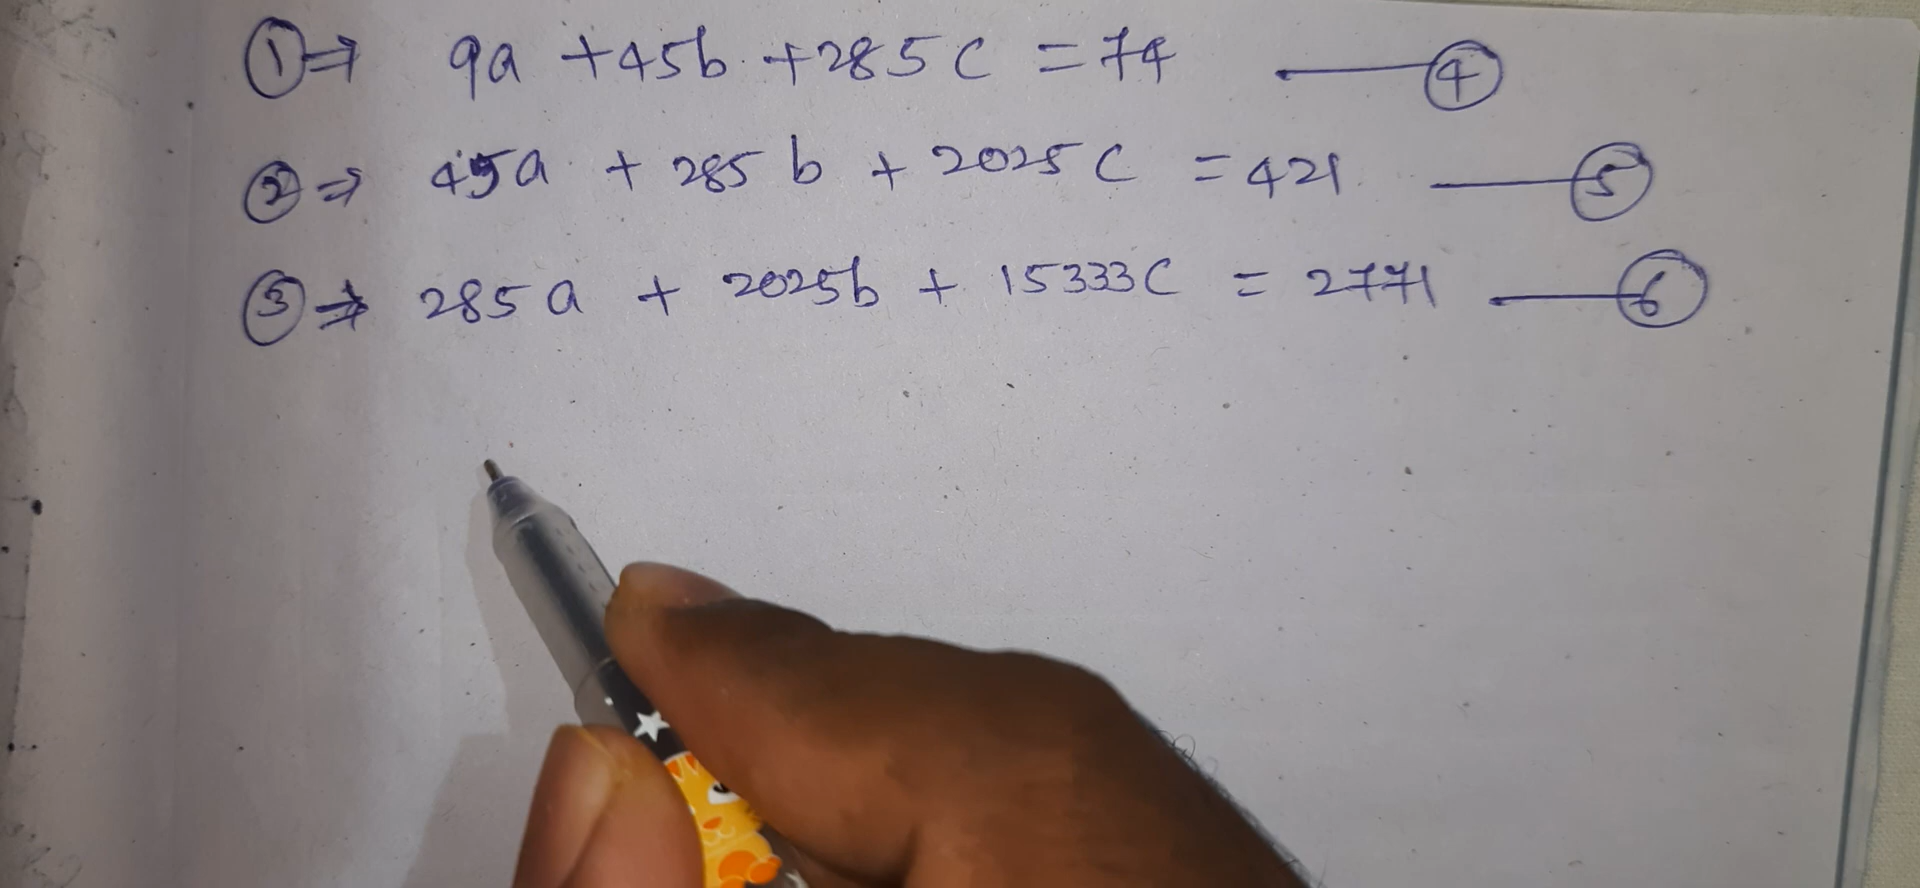 ① ⇒ 9a + 45b + 285c = 74 —— ④
② ⇒ 45a + 285b + 2025c = 421 —— ⑤
③ ⇒ 285a + 2025b + 15333c = 2771 —— ⑥